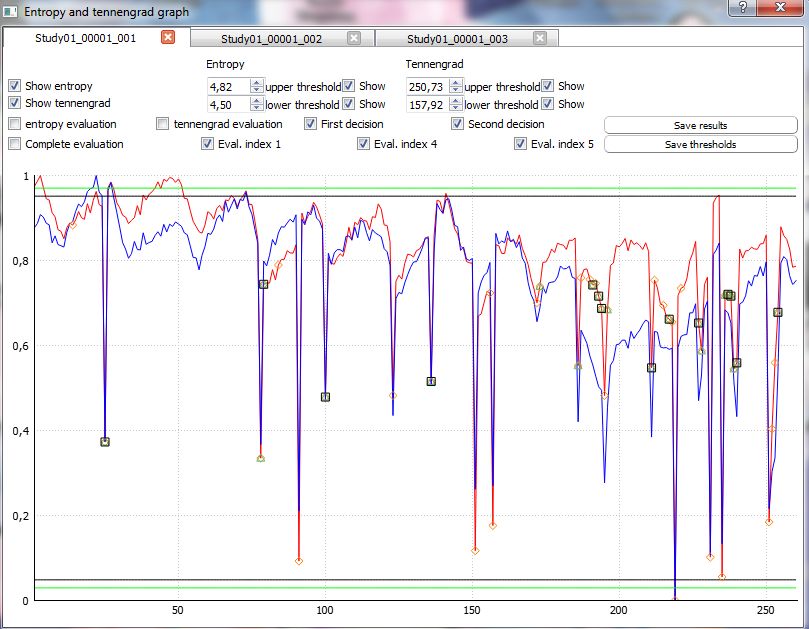 Entropy and tennengrad graph
?
Study01_00001_001 Study01_00001_002 Study01_00001_003
Entropy Tennengrad
Show entropy 4,82 upper threshold Show 250,73 upper threshold Show
Show tennengrad 4,50 lower threshold Show 157,92 lower threshold Show
entropy evaluation tennengrad evaluation First decision Second decision Save results
Complete evaluation Eval. index 1 Eval. index 4 Eval. index 5 Save thresholds
1
0,8
0,6
0,4
0,2
0
50 100 150 200 250